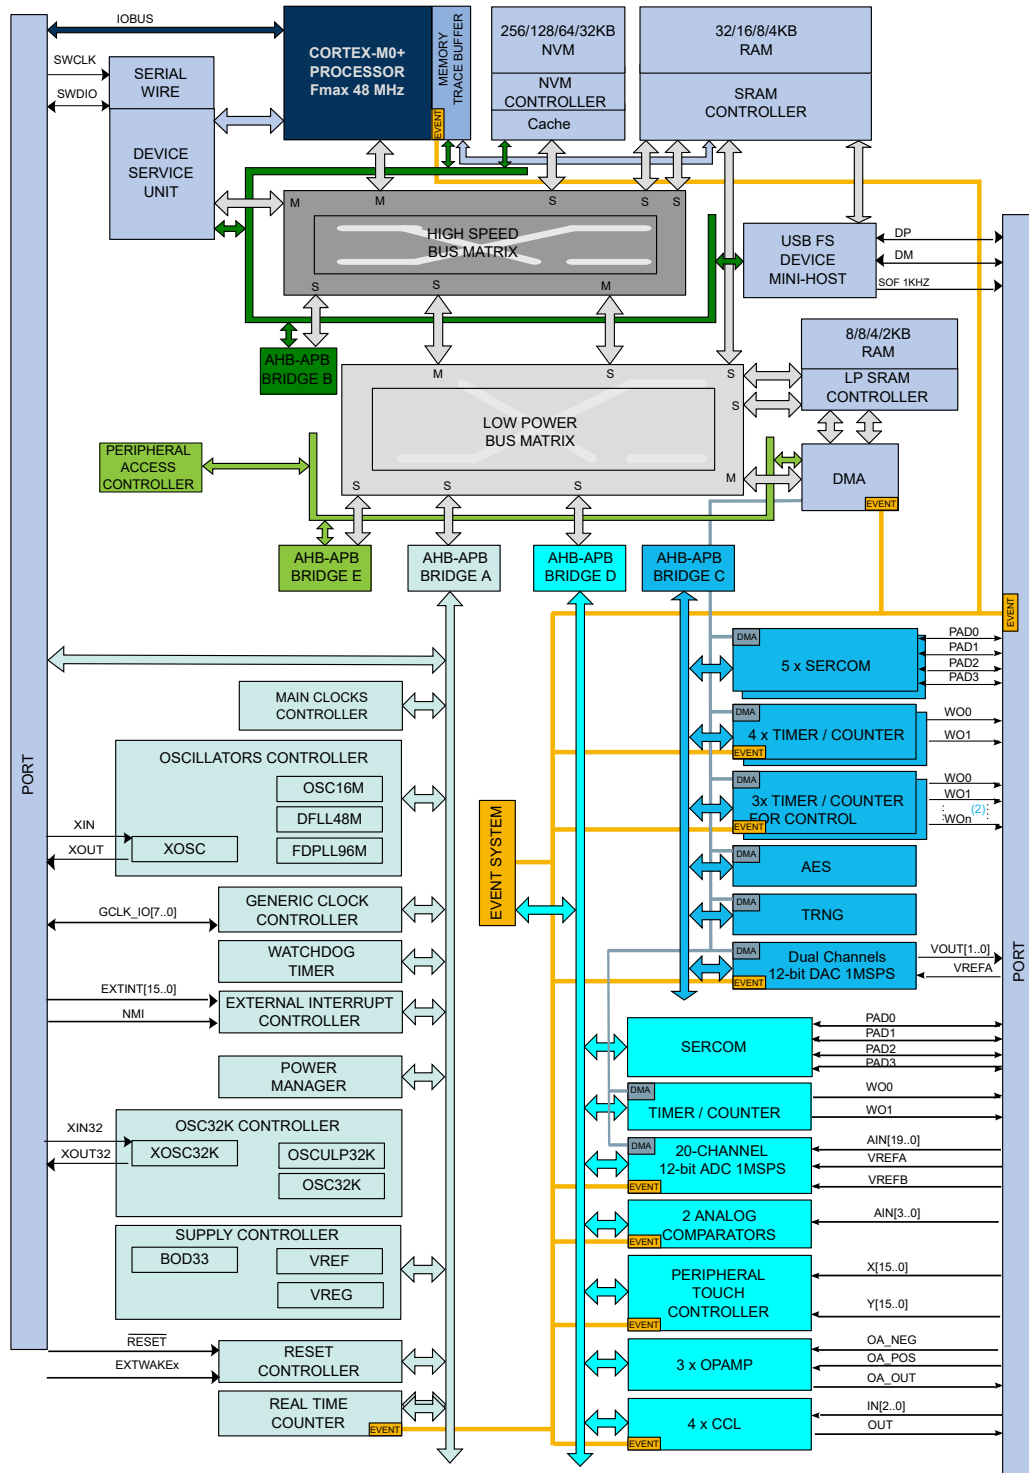 IOBUS
SWCLK
SWDIO
SERIAL
WIRE
DEVICE
SERVICE
UNIT
CORTEX-M0+
PROCESSOR
Fmax 48 MHz
MEMORY
TRACE BUFFER
EVENT
256/128/64/32KB
NVM
NVM
CONTROLLER
Cache
32/16/8/4KB
RAM
SRAM
CONTROLLER
M
M
S
S
S
HIGH SPEED
BUS MATRIX
S
S
M
USB FS
DEVICE
MINI-HOST
DP
DM
SOF 1KHZ
AHB-APB
BRIDGE B
8/8/4/2KB
RAM
LP SRAM
CONTROLLER
M
S
S
S
LOW POWER
BUS MATRIX
M
S
S
S
PERIPHERAL
ACCESS
CONTROLLER
DMA
EVENT
AHB-APB
BRIDGE E
AHB-APB
BRIDGE A
AHB-APB
BRIDGE D
AHB-APB
BRIDGE C
EVENT
PORT
PORT
MAIN CLOCKS
CONTROLLER
OSCILLATORS CONTROLLER
OSC16M
DFLL48M
FDPLL96M
XOSC
XIN
XOUT
GENERIC CLOCK
CONTROLLER
GCLK_IO[7..0]
WATCHDOG
TIMER
EXTERNAL INTERRUPT
CONTROLLER
EXTINT[15..0]
NMI
POWER
MANAGER
OSC32K CONTROLLER
XOSC32K
OSCULP32K
OSC32K
XIN32
XOUT32
SUPPLY CONTROLLER
BOD33
VREF
VREG
RESET
EXTWAKEx
RESET
CONTROLLER
REAL TIME
COUNTER
EVENT
EVENT SYSTEM
DMA
5 x SERCOM
PAD0
PAD1
PAD2
PAD3
DMA
4 x TIMER / COUNTER
EVENT
WO0
WO1
DMA
3x TIMER / COUNTER
FOR CONTROL
EVENT
WO0
WO1
(2)
WOn
DMA
AES
DMA
TRNG
DMA
Dual Channels
12-bit DAC 1MSPS
EVENT
VOUT[1..0]
VREFA
SERCOM
PAD0
PAD1
PAD2
PAD3
DMA
TIMER / COUNTER
WO0
WO1
DMA
20-CHANNEL
12-bit ADC 1MSPS
EVENT
AIN[19..0]
VREFA
VREFB
2 ANALOG
COMPARATORS
EVENT
AIN[3..0]
PERIPHERAL
TOUCH
CONTROLLER
EVENT
X[15..0]
Y[15..0]
3 x OPAMP
OA_NEG
OA_POS
OA_OUT
4 x CCL
EVENT
IN[2..0]
OUT